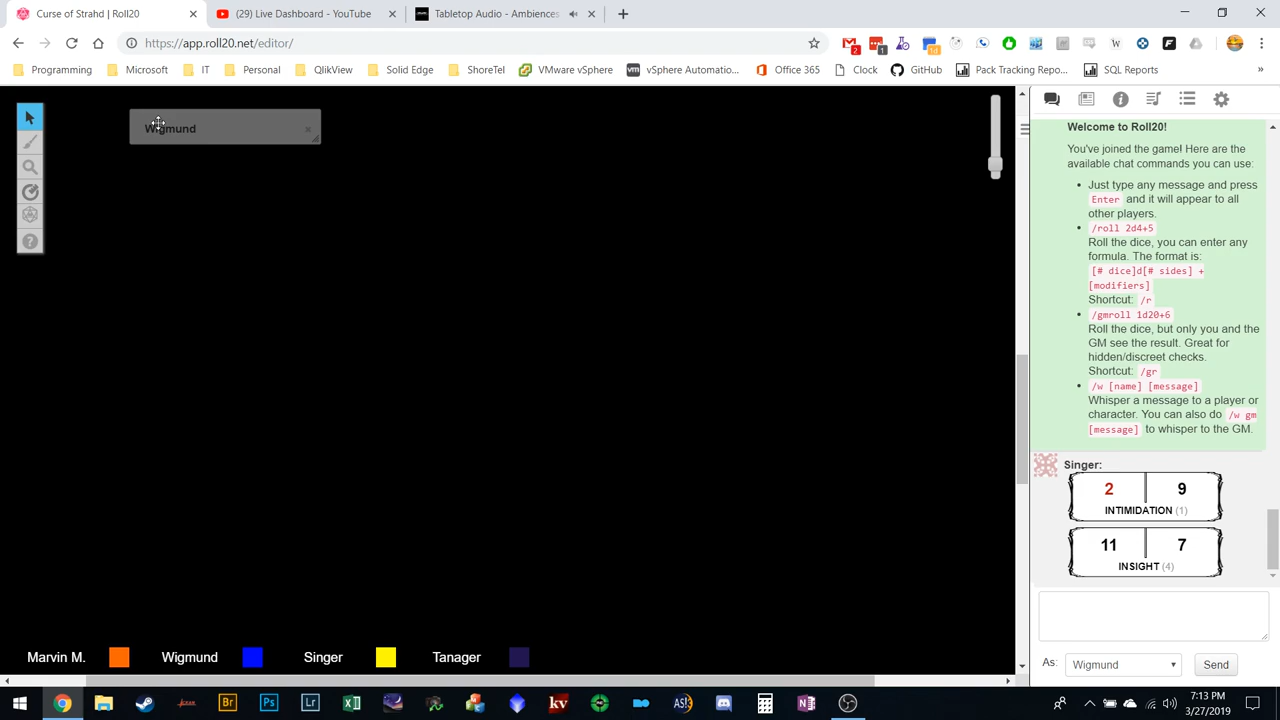 Curse of Strahd | Roll20
(29) Live Dashboard - YouTube
Tabletop Audio - Ambiences
https://app.roll20.net/editor/
2
1
Programming
Microsoft
IT
Personal
QlikView
Solid Edge
ShoreTel
VMware vSphere
vSphere Automatio...
Office 365
Clock
GitHub
Pack Tracking Repo...
SQL Reports
Wigmund
Welcome to Roll20!
You've joined the game! Here are the
available chat commands you can use:
Just type any message and press
Enter and it will appear to all
other players.
/roll 2d4+5
Roll the dice, you can enter any
formula. The format is:
[# dice]d[# sides] +
[modifiers]
Shortcut: /r
/gmroll 1d20+6
Roll the dice, but only you and the
GM see the result. Great for
hidden/discreet checks.
Shortcut: /gr
/w [name] [message]
Whisper a message to a player or
character. You can also do /w gm
[message] to whisper to the GM.
Singer:
2 9
INTIMIDATION (1)
11 7
INSIGHT (4)
Marvin M.
Wigmund
Singer
Tanager
As:
Wigmund
Send
Br
Ps
Lr
kv
7:13 PM
3/27/2019